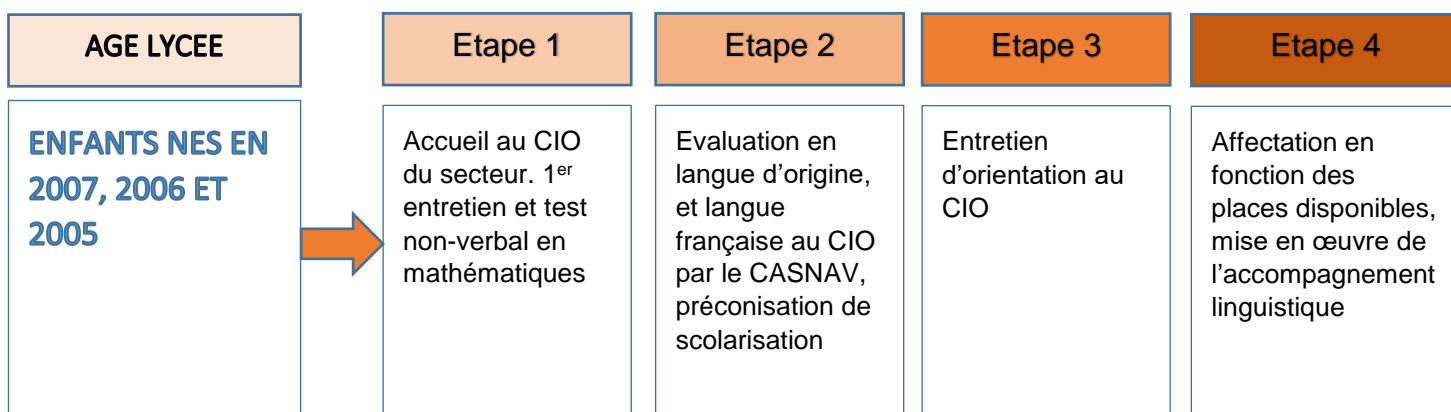 AGE LYCEE
ENFANTS NES EN
2007, 2006 ET
2005
Etape 1
Accueil au CIO
du secteur. 1er
entretien et test
non-verbal en
mathématiques
Etape 2
Evaluation en
langue d'origine,
et langue
française au CIO
par le CASNAV,
préconisation de
scolarisation
Etape 3
Entretien
d'orientation au
CIO
Etape 4
Affectation en
fonction des
places disponibles,
mise en œuvre de
l'accompagnement
linguistique